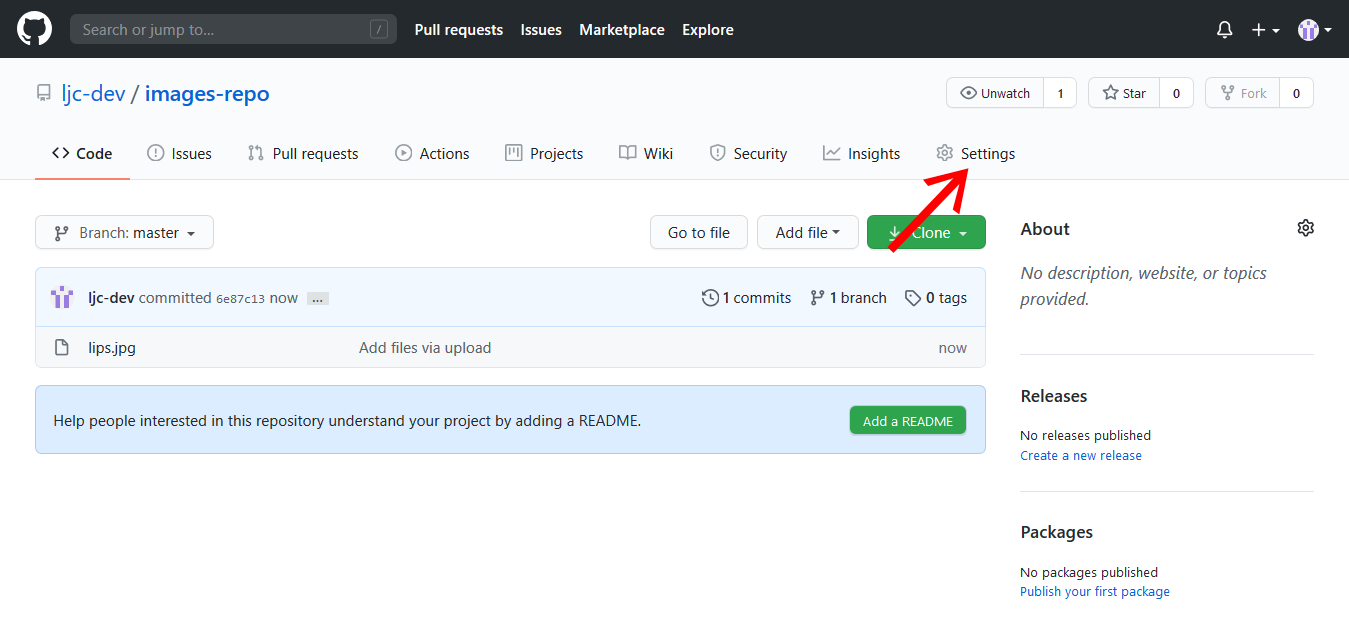 Search or jump to... / Pull requests Issues Marketplace Explore
ljc-dev / images-repo Unwatch 1 Star 0 Fork 0
Code Issues Pull requests Actions Projects Wiki Security Insights Settings
Branch: master Go to file Add file Clone
ljc-dev committed 6e87c13 now ... 1 commits 1 branch 0 tags
lips.jpg Add files via upload now
Help people interested in this repository understand your project by adding a README. Add a README
About
No description, website, or topics
provided.
Releases
No releases published
Create a new release
Packages
No packages published
Publish your first package